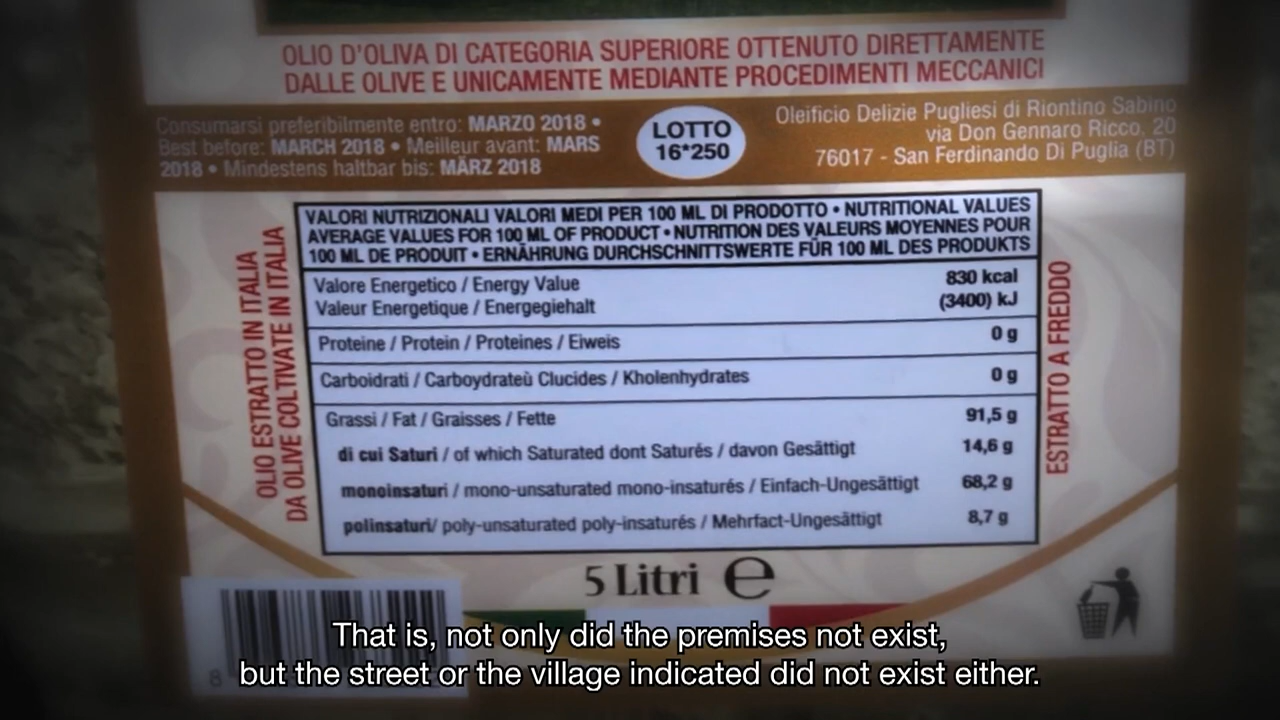 OLIO D'OLIVA DI CATEGORIA SUPERIORE OTTENUTO DIRETTAMENTE
DALLE OLIVE E UNICAMENTE MEDIANTE PROCEDIMENTI MECCANICI
Consumarsi preferibilmente entro: MARZO 2018 •
Best before: MARCH 2018 • Meilleur avant: MARS
2018 • Mindestens haltbar bis: MÄRZ 2018
LOTTO
16*250
Oleificio Delizie Pugliesi di Riontino Sabino
via Don Gennaro Ricco, 20
76017 - San Ferdinando Di Puglia (BT)
OLIO ESTRATTO IN ITALIA
DA OLIVE COLTIVATE IN ITALIA
VALORI NUTRIZIONALI VALORI MEDI PER 100 ML DI PRODOTTO • NUTRITIONAL VALUES
AVERAGE VALUES FOR 100 ML OF PRODUCT • NUTRITION DES VALEURS MOYENNES POUR
100 ML DE PRODUIT • ERNÄHRUNG DURCHSCHNITTSWERTE FÜR 100 ML DES PRODUKTS
Valore Energetico / Energy Value 830 kcal
Valeur Energetique / Energegiehalt (3400) kJ
Proteine / Protein / Proteines / Eiweis 0 g
Carboidrati / Carboydrateù Clucides / Kholenhydrates 0 g
Grassi / Fat / Graisses / Fette 91,5 g
di cui Saturi / of which Saturated dont Saturés / davon Gesättigt 14,6 g
monoinsaturi / mono-unsaturated mono-insaturés / Einfach-Ungesättigt 68,2 g
polinsaturi/ poly-unsaturated poly-insaturés / Mehrfact-Ungesättigt 8,7 g
ESTRATTO A FREDDO
5 Litri e
8
That is, not only did the premises not exist,
but the street or the village indicated did not exist either.